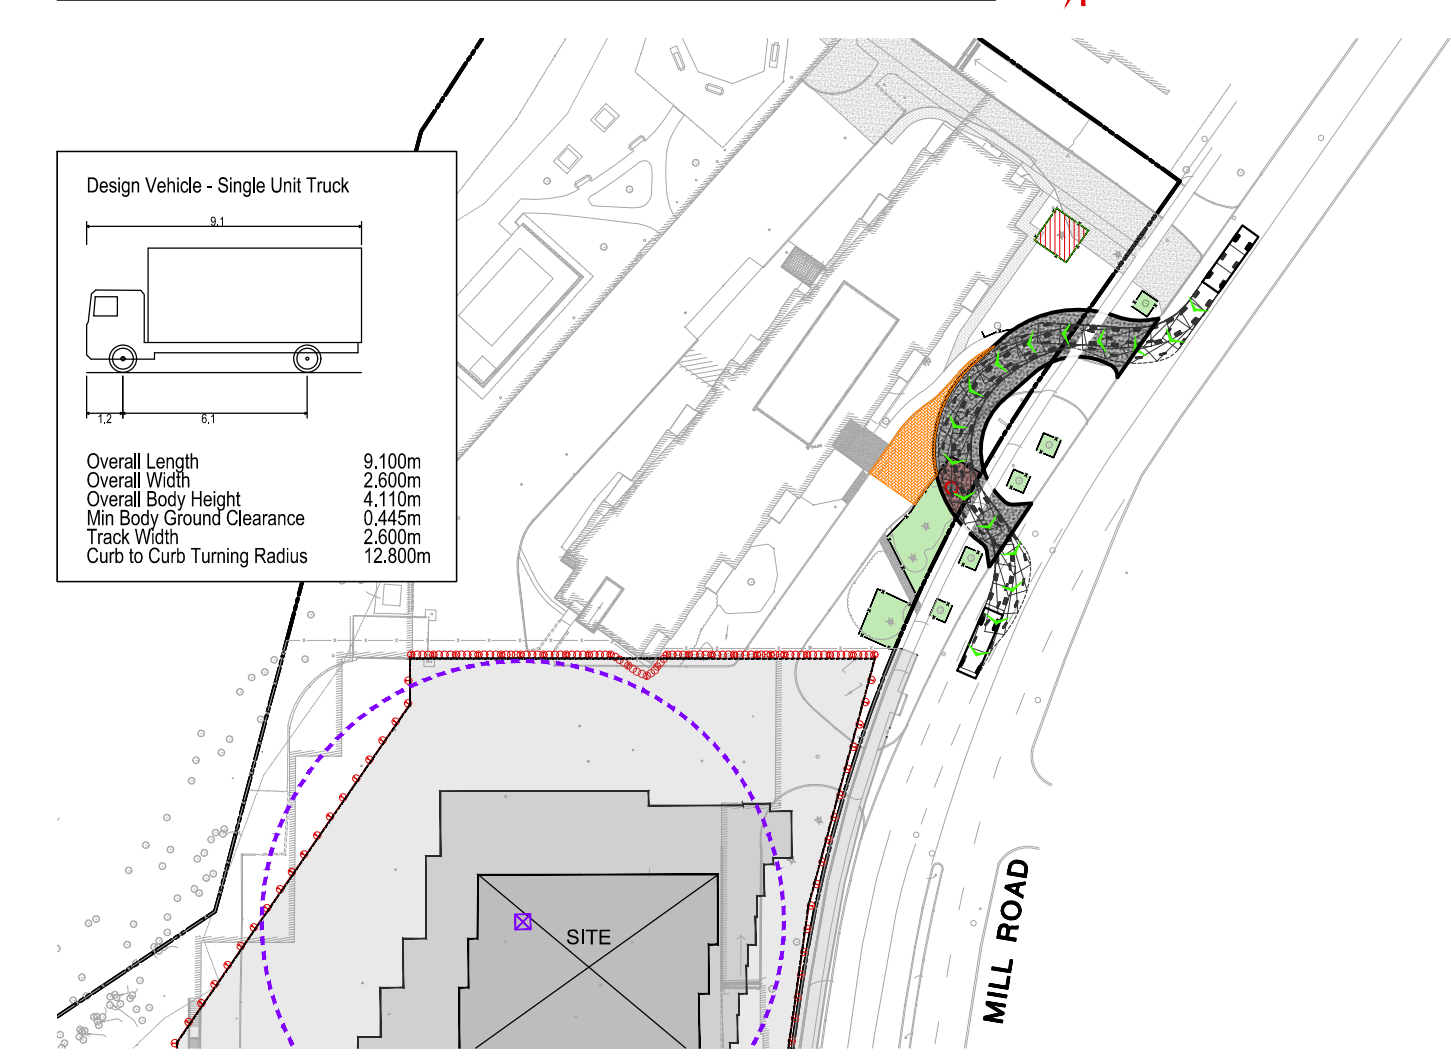 Design Vehicle - Single Unit Truck
9.1
1.2
6.1
Overall Length 9.100m
Overall Width 2.600m
Overall Body Height 4.110m
Min Body Ground Clearance 0.445m
Track Width 2.600m
Curb to Curb Turning Radius 12.800m
SITE
MILL ROAD